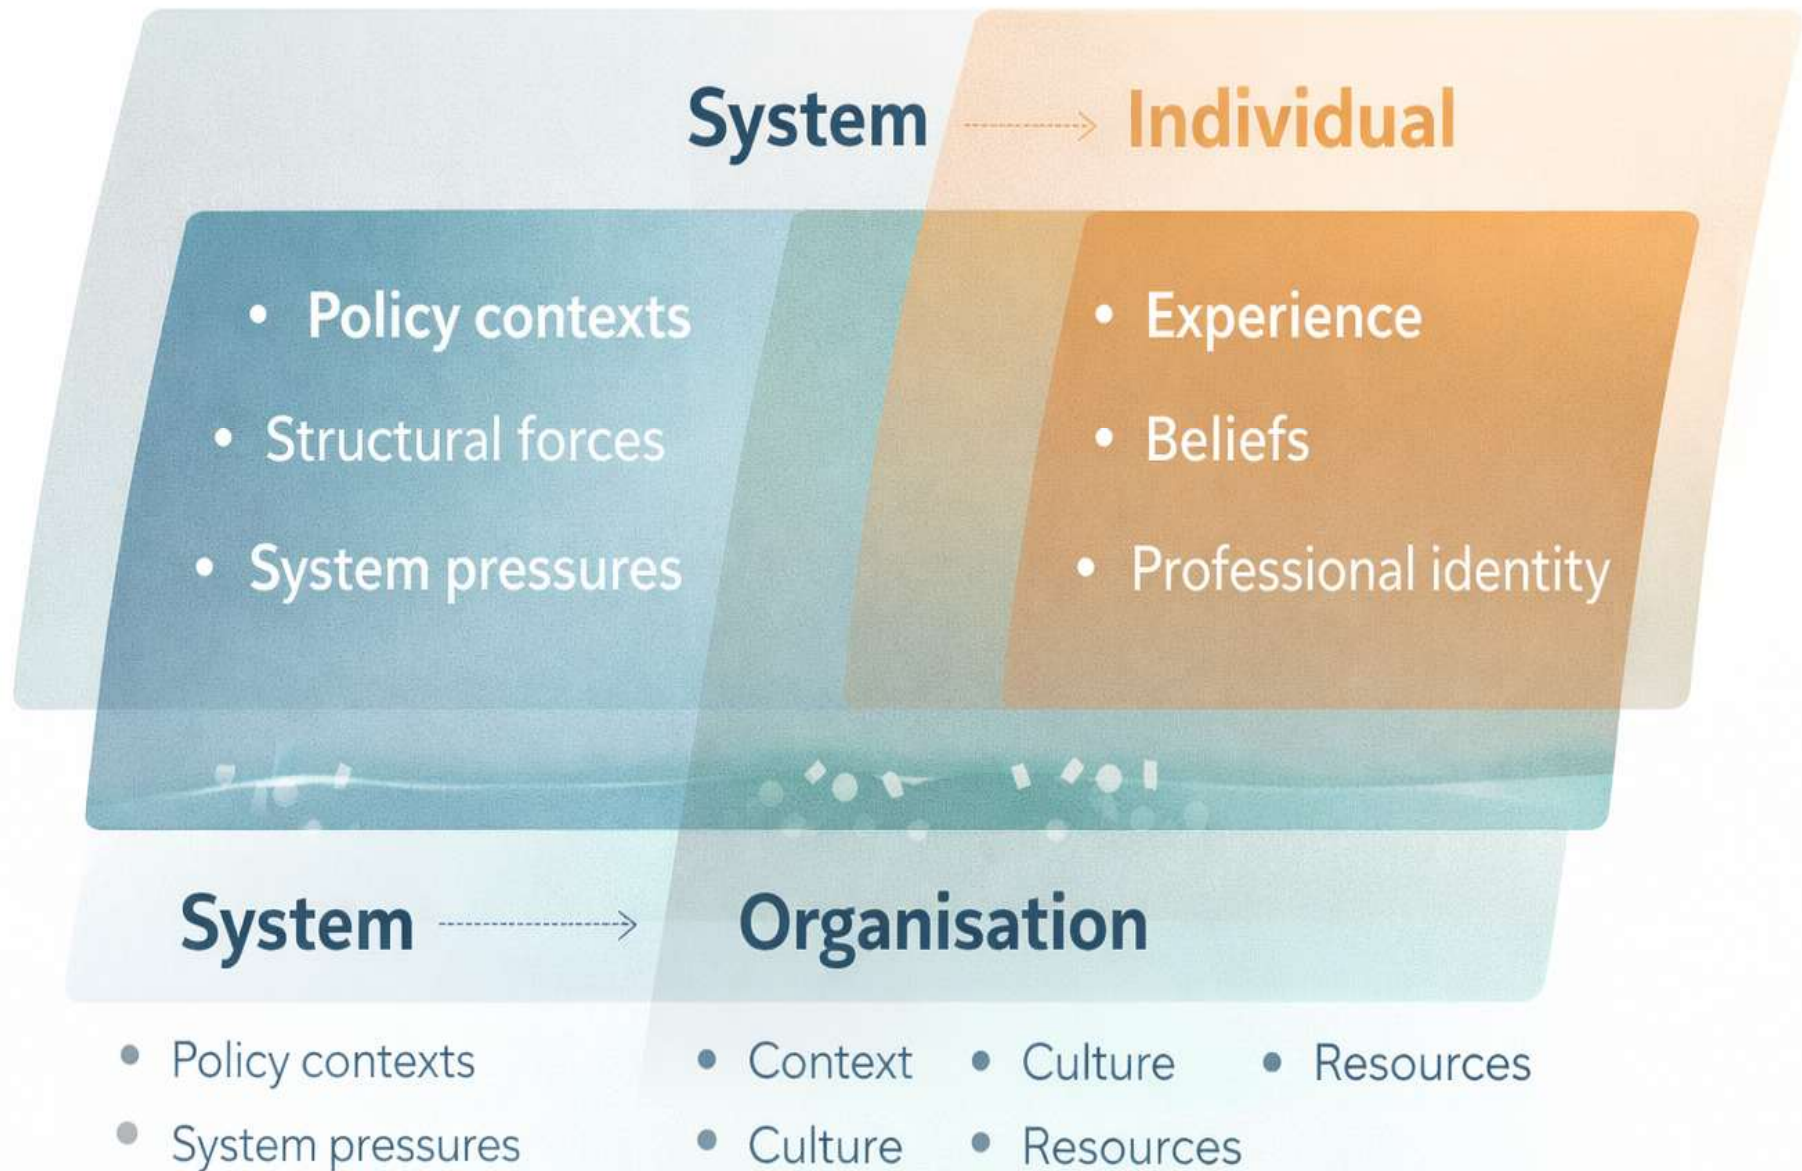 System → Individual
• Policy contexts
• Structural forces
• System pressures
• Experience
• Beliefs
• Professional identity
System → Organisation
• Policy contexts
• System pressures
• Context • Culture • Resources
• Culture • Resources